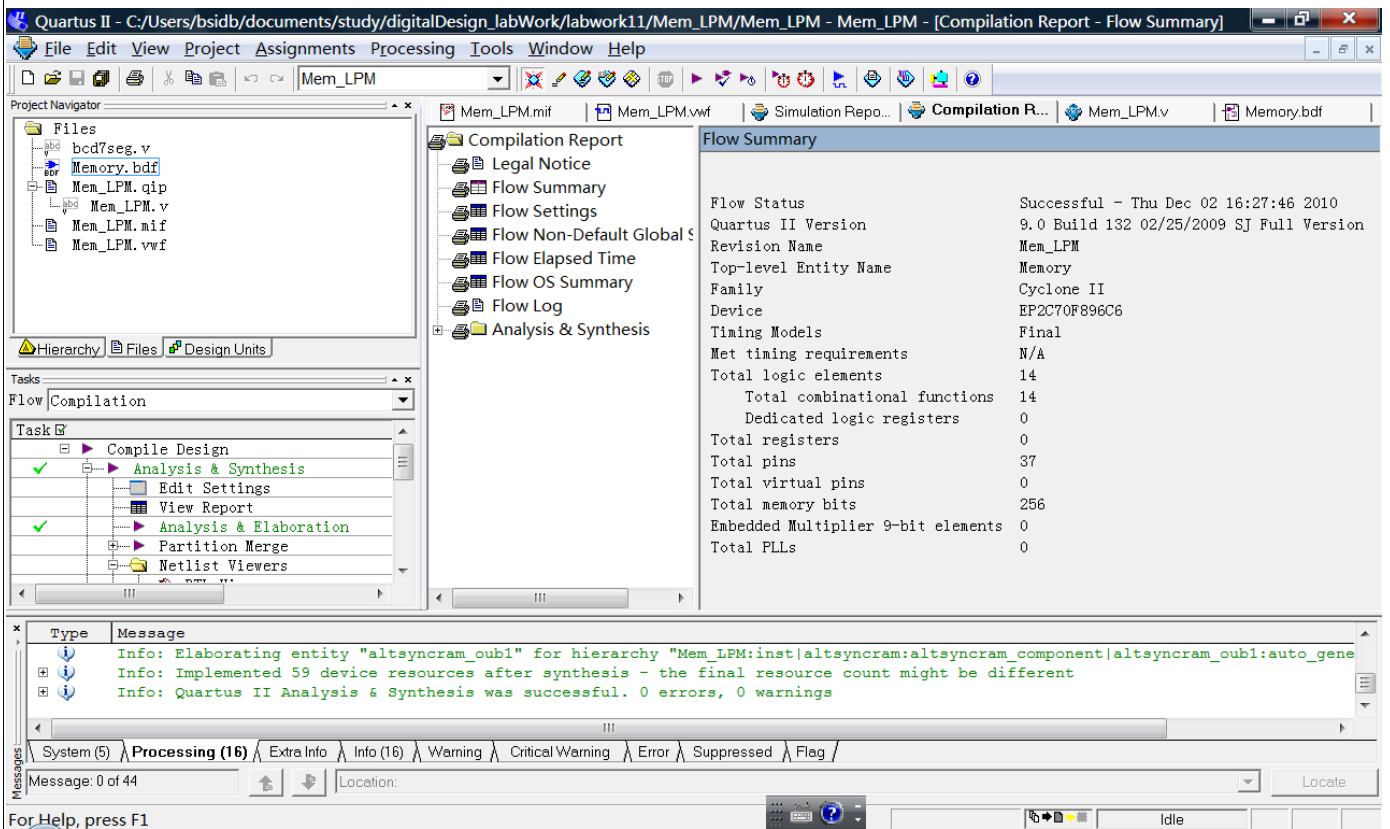 Quartus II - C:/Users/bsidb/documents/study/digitalDesign_labWork/labwork11/Mem_LPM/Mem_LPM - Mem_LPM - [Compilation Report - Flow Summary]
File Edit View Project Assignments Processing Tools Window Help
Mem_LPM
Project Navigator
Files
bcd7seg.v
Memory.bdf
Mem_LPM.qip
Mem_LPM.v
Mem_LPM.mif
Mem_LPM.vwf
Hierarchy Files Design Units
Tasks
Flow Compilation
Task
Compile Design
Analysis & Synthesis
Edit Settings
View Report
Analysis & Elaboration
Partition Merge
Netlist Viewers
Mem_LPM.mif Mem_LPM.vwf Simulation Repo... Compilation R... Mem_LPM.v Memory.bdf
Compilation Report
Legal Notice
Flow Summary
Flow Settings
Flow Non-Default Global S
Flow Elapsed Time
Flow OS Summary
Flow Log
Analysis & Synthesis
Flow Summary
Flow Status Successful - Thu Dec 02 16:27:46 2010
Quartus II Version 9.0 Build 132 02/25/2009 SJ Full Version
Revision Name Mem_LPM
Top-level Entity Name Memory
Family Cyclone II
Device EP2C70F896C6
Timing Models Final
Met timing requirements N/A
Total logic elements 14
Total combinational functions 14
Dedicated logic registers 0
Total registers 0
Total pins 37
Total virtual pins 0
Total memory bits 256
Embedded Multiplier 9-bit elements 0
Total PLLs 0
Type Message
Info: Elaborating entity "altsyncram_oub1" for hierarchy "Mem_LPM:inst|altsyncram:altsyncram_component|altsyncram_oub1:auto_gene
Info: Implemented 59 device resources after synthesis - the final resource count might be different
Info: Quartus II Analysis & Synthesis was successful. 0 errors, 0 warnings
System (5) Processing (16) Extra Info Info (16) Warning Critical Warning Error Suppressed Flag
Messages
Message: 0 of 44 Location: Locate
For Help, press F1 Idle